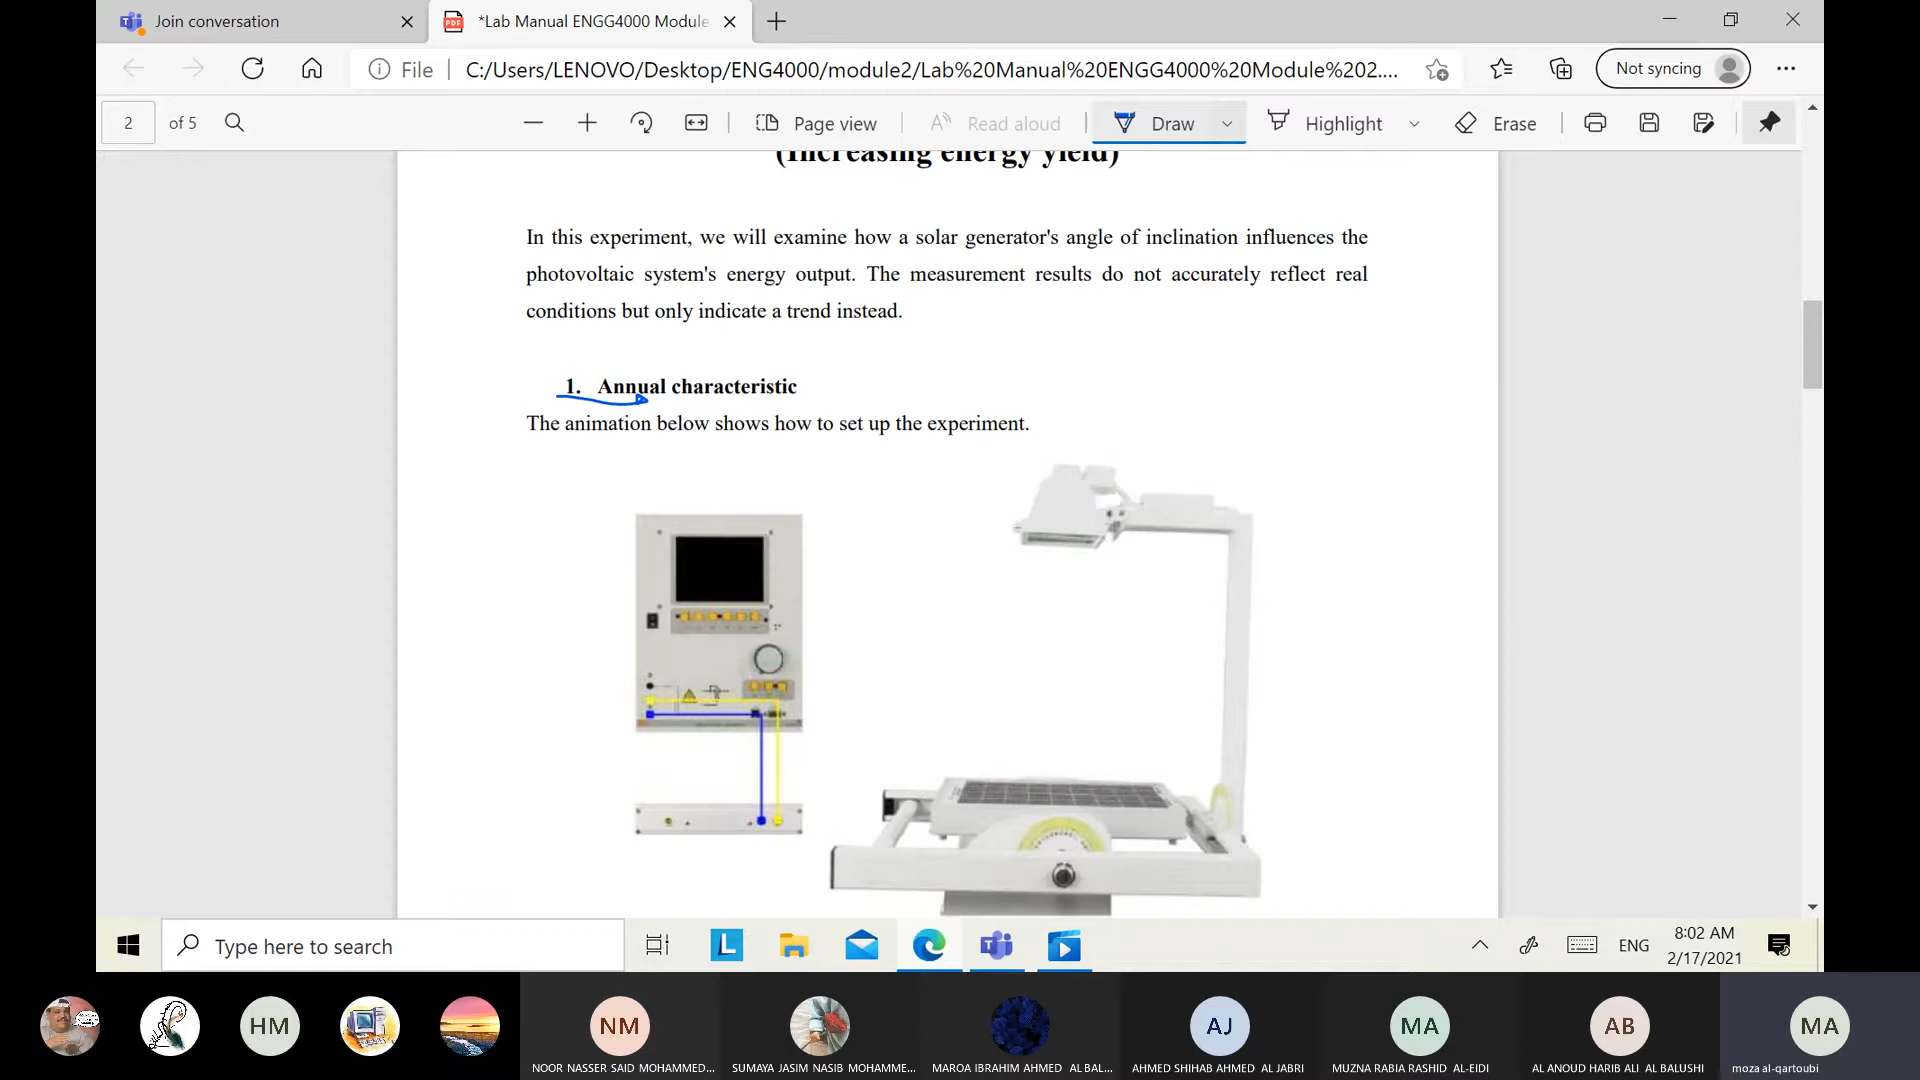 Join conversation
*Lab Manual ENGG4000 Module
File
C:/Users/LENOVO/Desktop/ENG4000/module2/Lab%20Manual%20ENGG4000%20Module%202....
Not syncing
2
of 5
Page view
Read aloud
Draw
Highlight
Erase
(Increasing energy yield)
In this experiment, we will examine how a solar generator's angle of inclination influences the
photovoltaic system's energy output. The measurement results do not accurately reflect real
conditions but only indicate a trend instead.
1. Annual characteristic
The animation below shows how to set up the experiment.
Type here to search
L
ENG
8:02 AM
2/17/2021
HM
NM
AJ
MA
AB
MA
NOOR NASSER SAID MOHAMMED...
SUMAYA JASIM NASIB MOHAMME...
MAROA IBRAHIM AHMED AL BAL...
AHMED SHIHAB AHMED AL JABRI
MUZNA RABIA RASHID AL-EIDI
AL ANOUD HARIB ALI AL BALUSHI
moza al-qartoubi